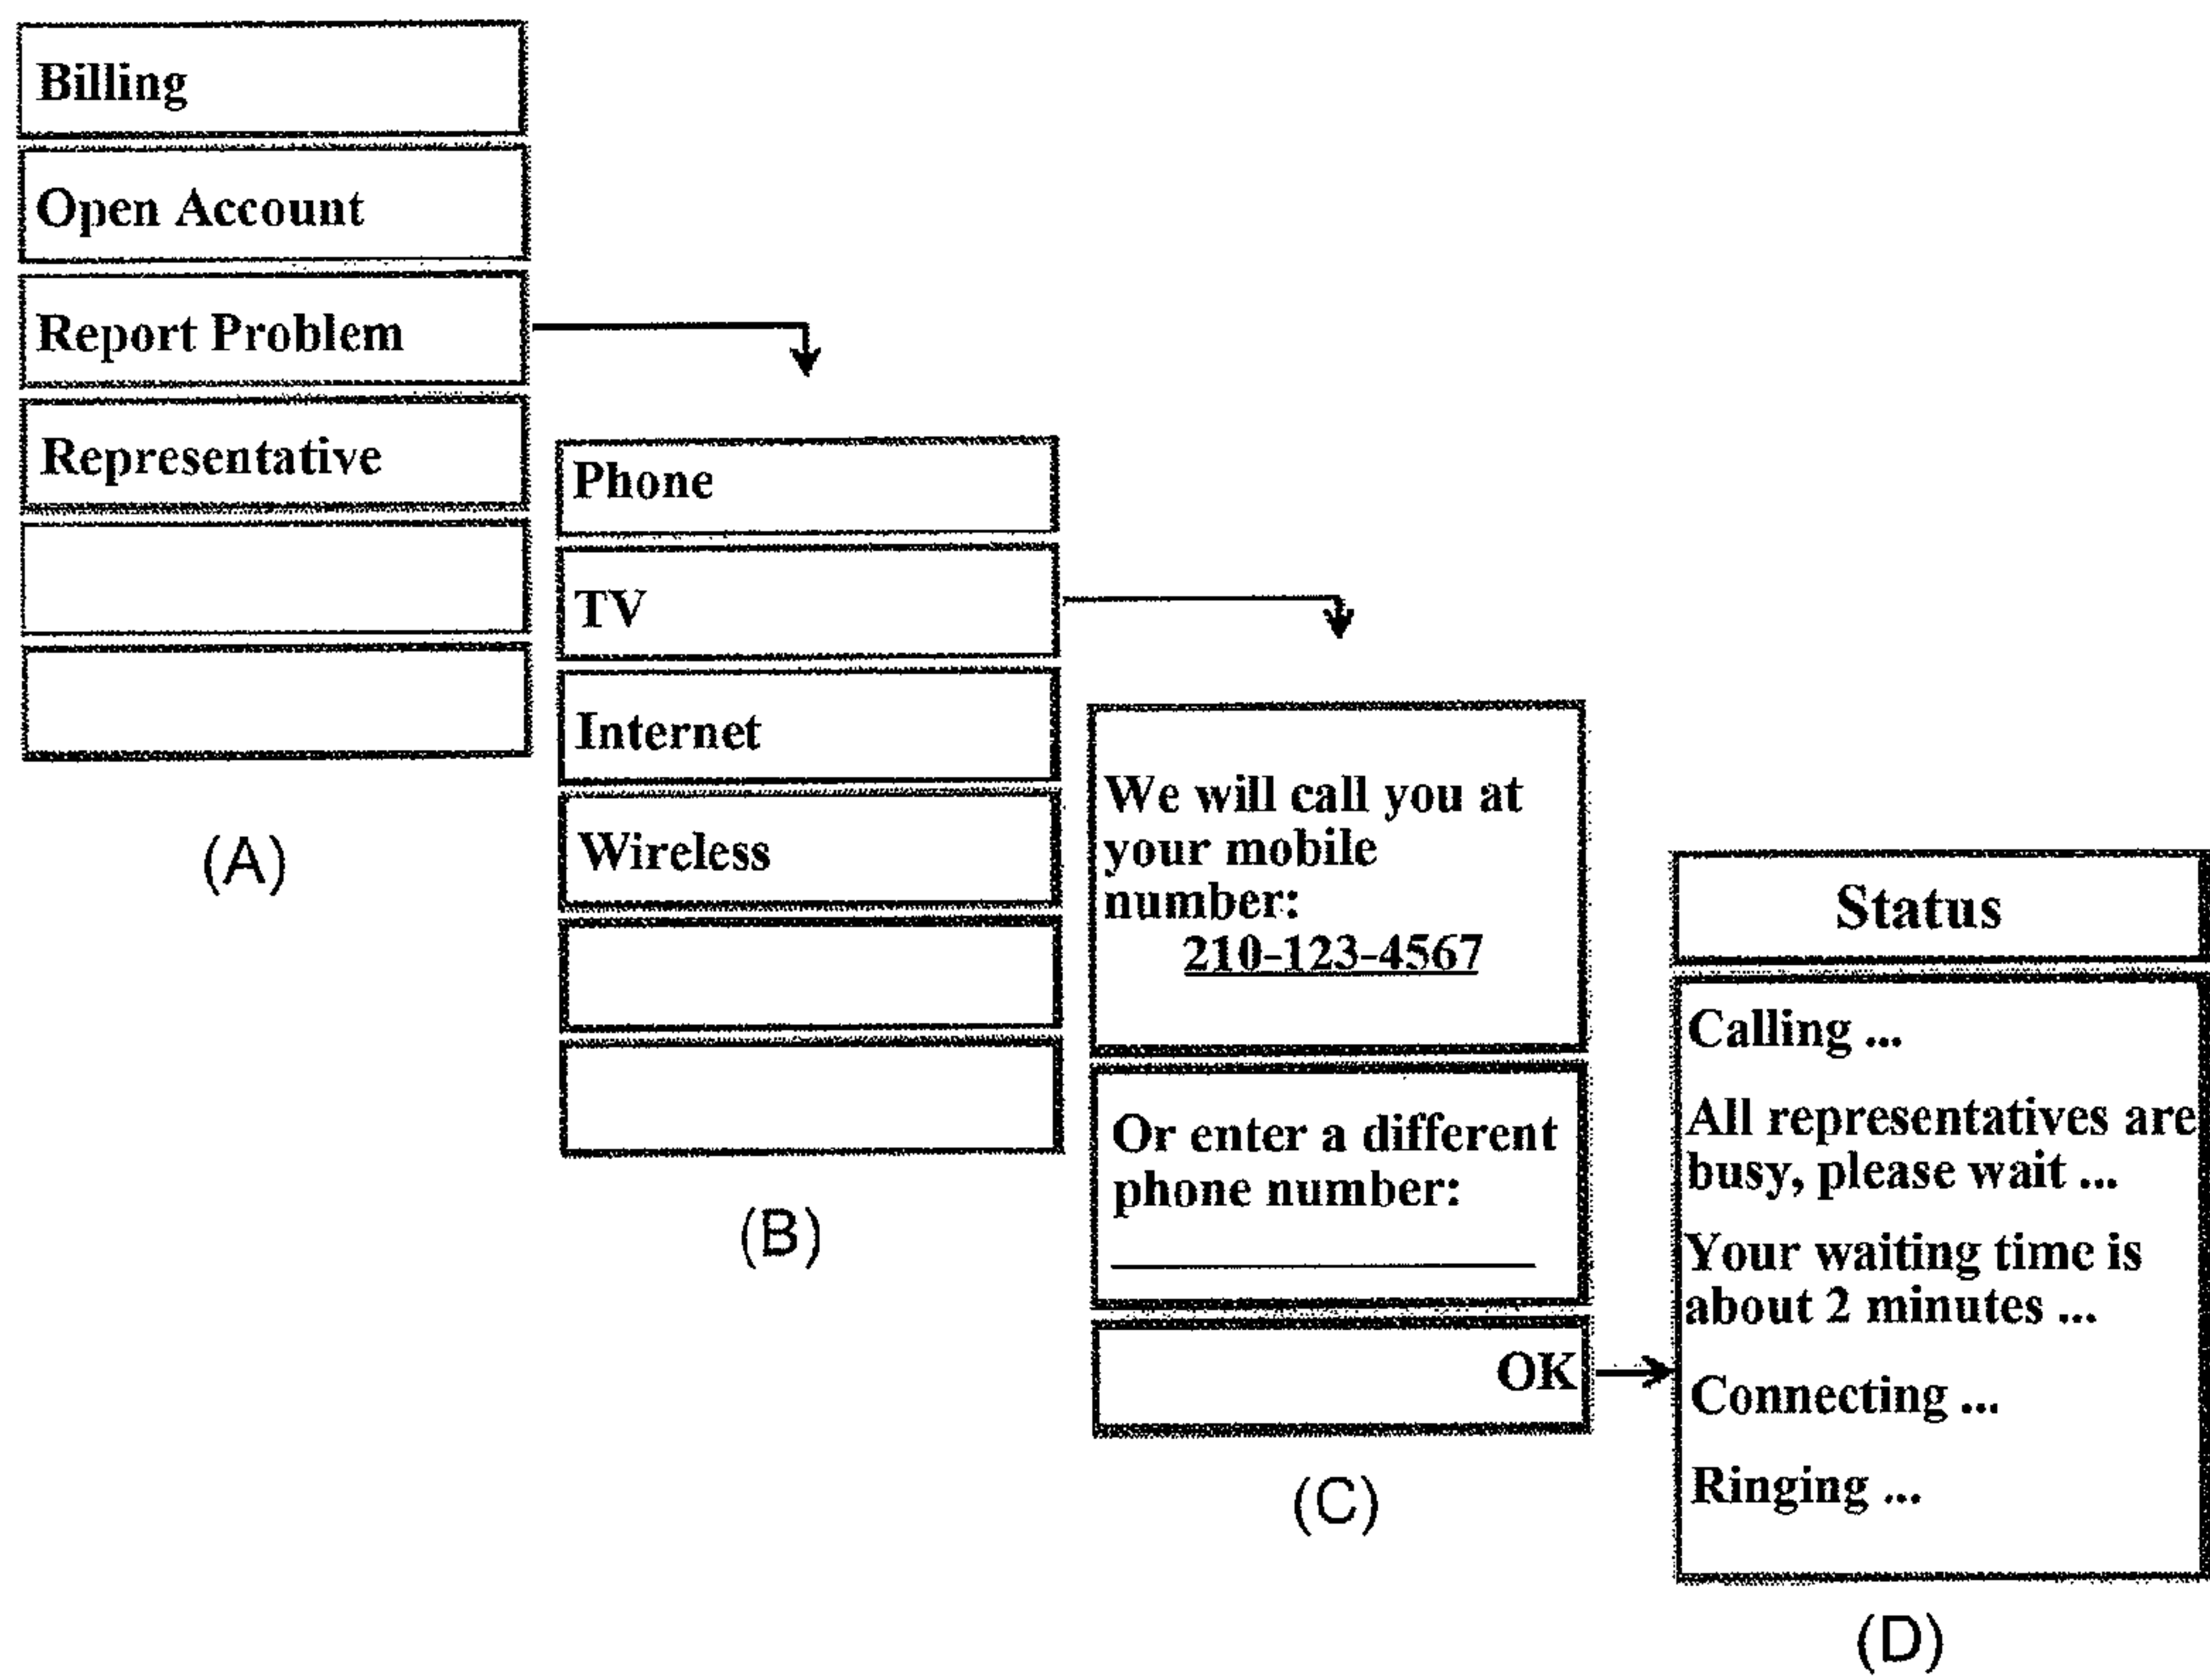 Billing
Open Account
Report Problem
Representative
(A)
Phone
TV
Internet
Wireless
(B)
We will call you at
your mobile
number:
210-123-4567
Or enter a different
phone number:
OK
(C)
Status
Calling ...
All representatives are
busy, please wait ...
Your waiting time is
about 2 minutes ...
Connecting ...
Ringing ...
(D)